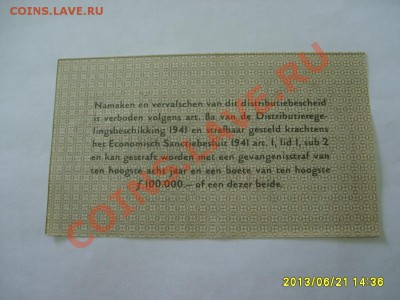 COINS.LAVE.RU
COINS.LAVE.RU
Namaken en vervalschen van dit distributiebescheid
is verboden volgens art. 8a van de Distributierege-
lingsbeschikking 1941 en strafbaar gesteld krachtens
het Economisch Sanctiebesluit 1941 art. 1, lid 1, sub 2
en kan gestraft worden met een gevangenisstraf van
ten hoogste acht jaar en een boete van ten hoogste
ƒ 100.000.— of een dezer beide.
2013/06/21 14:36